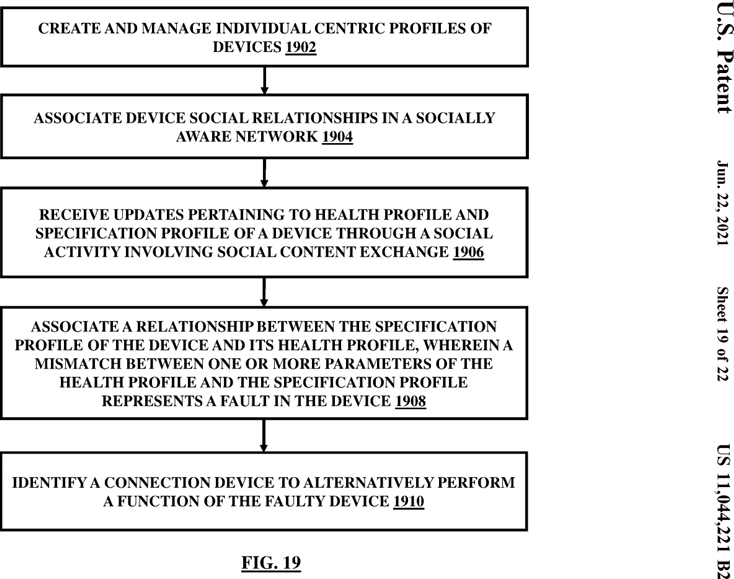 U.S. Patent
Jun. 22, 2021
Sheet 19 of 22
US 11,044,221 B2
CREATE AND MANAGE INDIVIDUAL CENTRIC PROFILES OF
DEVICES 1902
ASSOCIATE DEVICE SOCIAL RELATIONSHIPS IN A SOCIALLY
AWARE NETWORK 1904
RECEIVE UPDATES PERTAINING TO HEALTH PROFILE AND
SPECIFICATION PROFILE OF A DEVICE THROUGH A SOCIAL
ACTIVITY INVOLVING SOCIAL CONTENT EXCHANGE 1906
ASSOCIATE A RELATIONSHIP BETWEEN THE SPECIFICATION
PROFILE OF THE DEVICE AND ITS HEALTH PROFILE, WHEREIN A
MISMATCH BETWEEN ONE OR MORE PARAMETERS OF THE
HEALTH PROFILE AND THE SPECIFICATION PROFILE
REPRESENTS A FAULT IN THE DEVICE 1908
IDENTIFY A CONNECTION DEVICE TO ALTERNATIVELY PERFORM
A FUNCTION OF THE FAULTY DEVICE 1910
FIG. 19